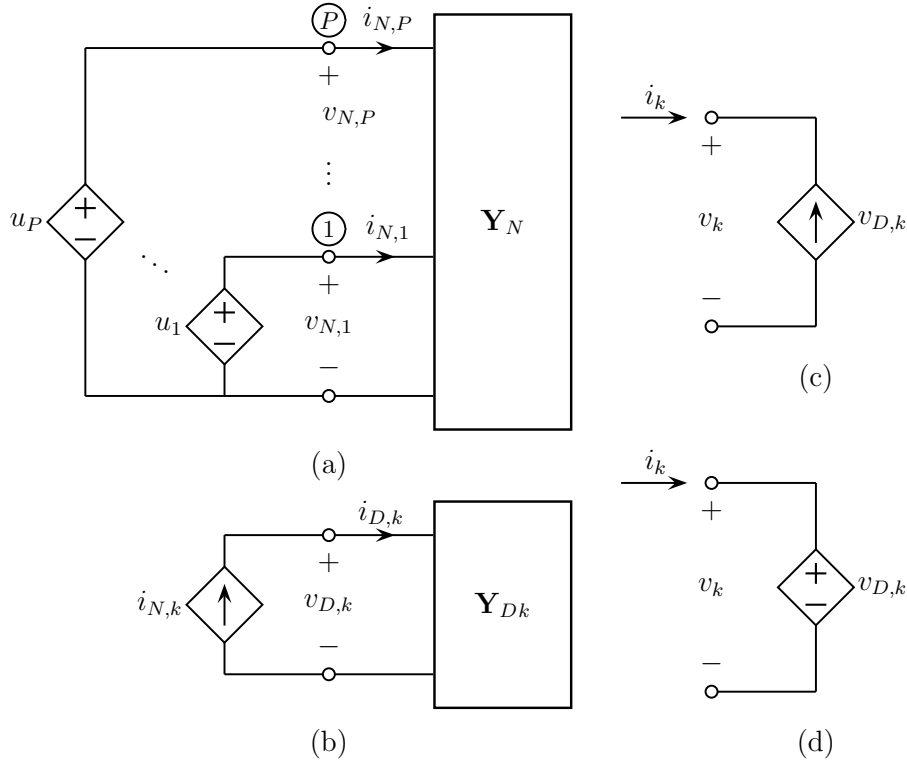 P
i_{N,P}
+
v_{N,P}
⋮
1
i_{N,1}
+
v_{N,1}
−
u_P
+
−
⋱
u_1
+
−
Y_N
(a)
i_{N,k}
i_{D,k}
+
v_{D,k}
−
Y_{Dk}
(b)
i_k
+
v_k
−
v_{D,k}
(c)
i_k
+
v_k
−
+
−
v_{D,k}
(d)